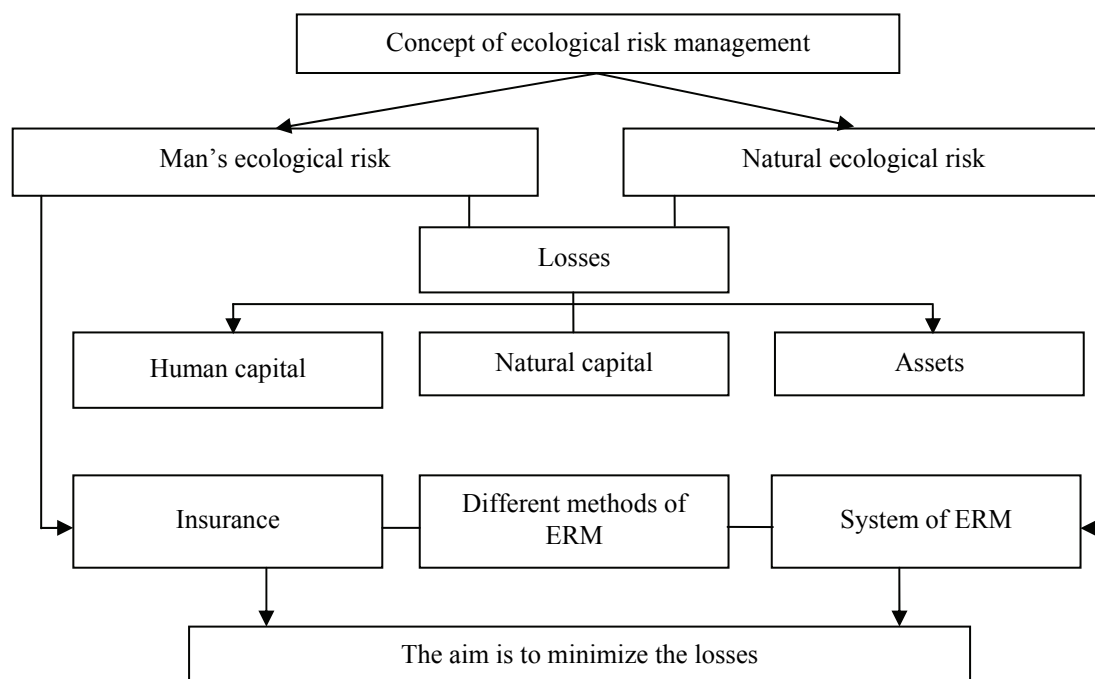 Concept of ecological risk management
Man’s ecological risk
Natural ecological risk
Losses
Human capital
Natural capital
Assets
Insurance
Different methods of
ERM
System of ERM
The aim is to minimize the losses